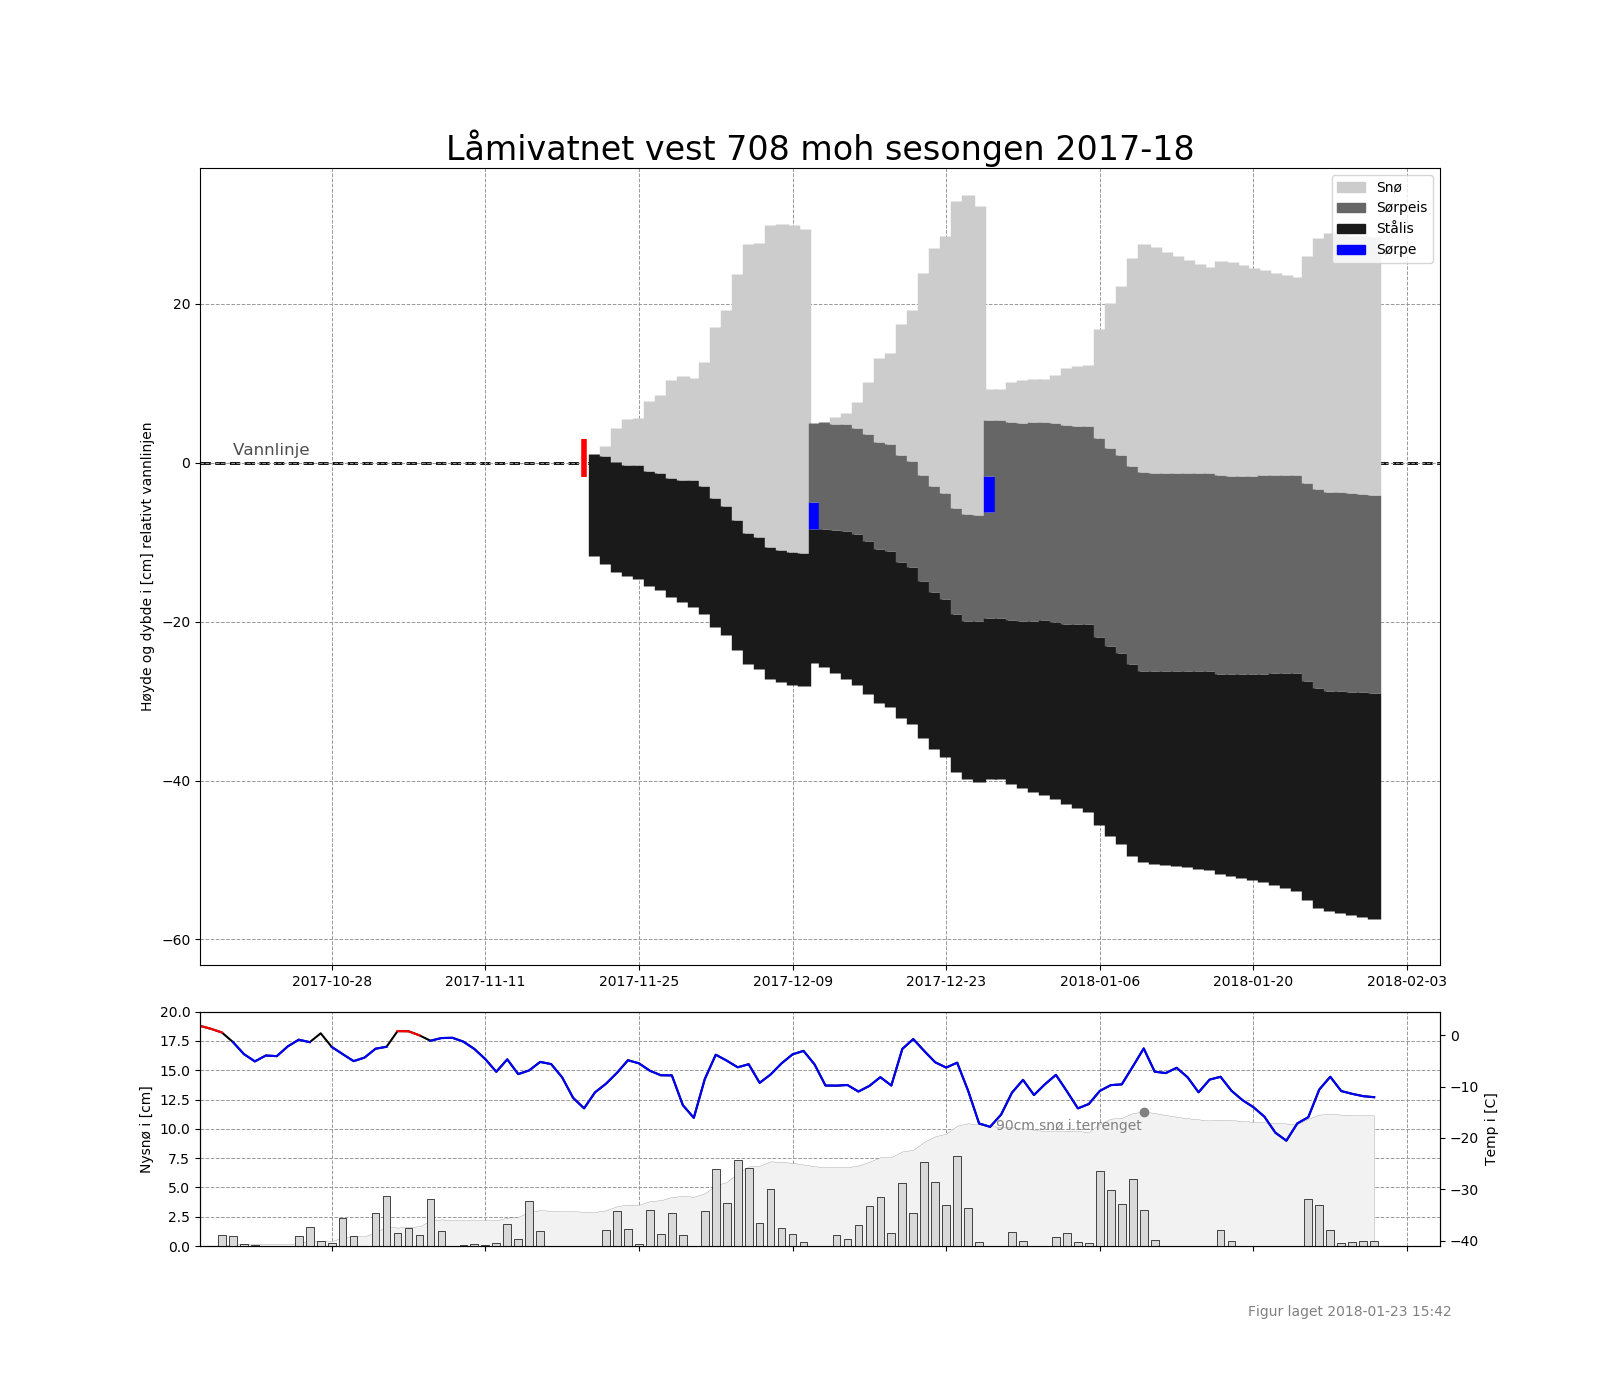 Låmivatnet vest 708 moh sesongen 2017-18
Snø
Sørpeis
Stålis
Sørpe
Vannlinje
Høyde og dybde i [cm] relativt vannlinjen
20
0
−20
−40
−60
2017-10-28 2017-11-11 2017-11-25 2017-12-09 2017-12-23 2018-01-06 2018-01-20 2018-02-03
Nysnø i [cm]
20.0
17.5
15.0
12.5
10.0
7.5
5.0
2.5
0.0
90cm snø i terrenget
0
−10
−20
−30
−40
Temp i [C]
Figur laget 2018-01-23 15:42